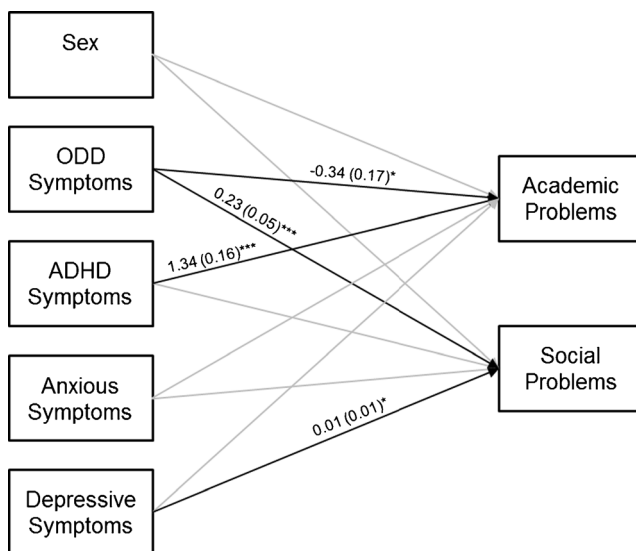 Sex
ODD
Symptoms
-0.34 (0.17)*
0.23 (0.05)***
Academic
Problems
1.34 (0.16)***
ADHD
Symptoms
Anxious
Symptoms
Social
Problems
0.01 (0.01)*
Depressive
Symptoms